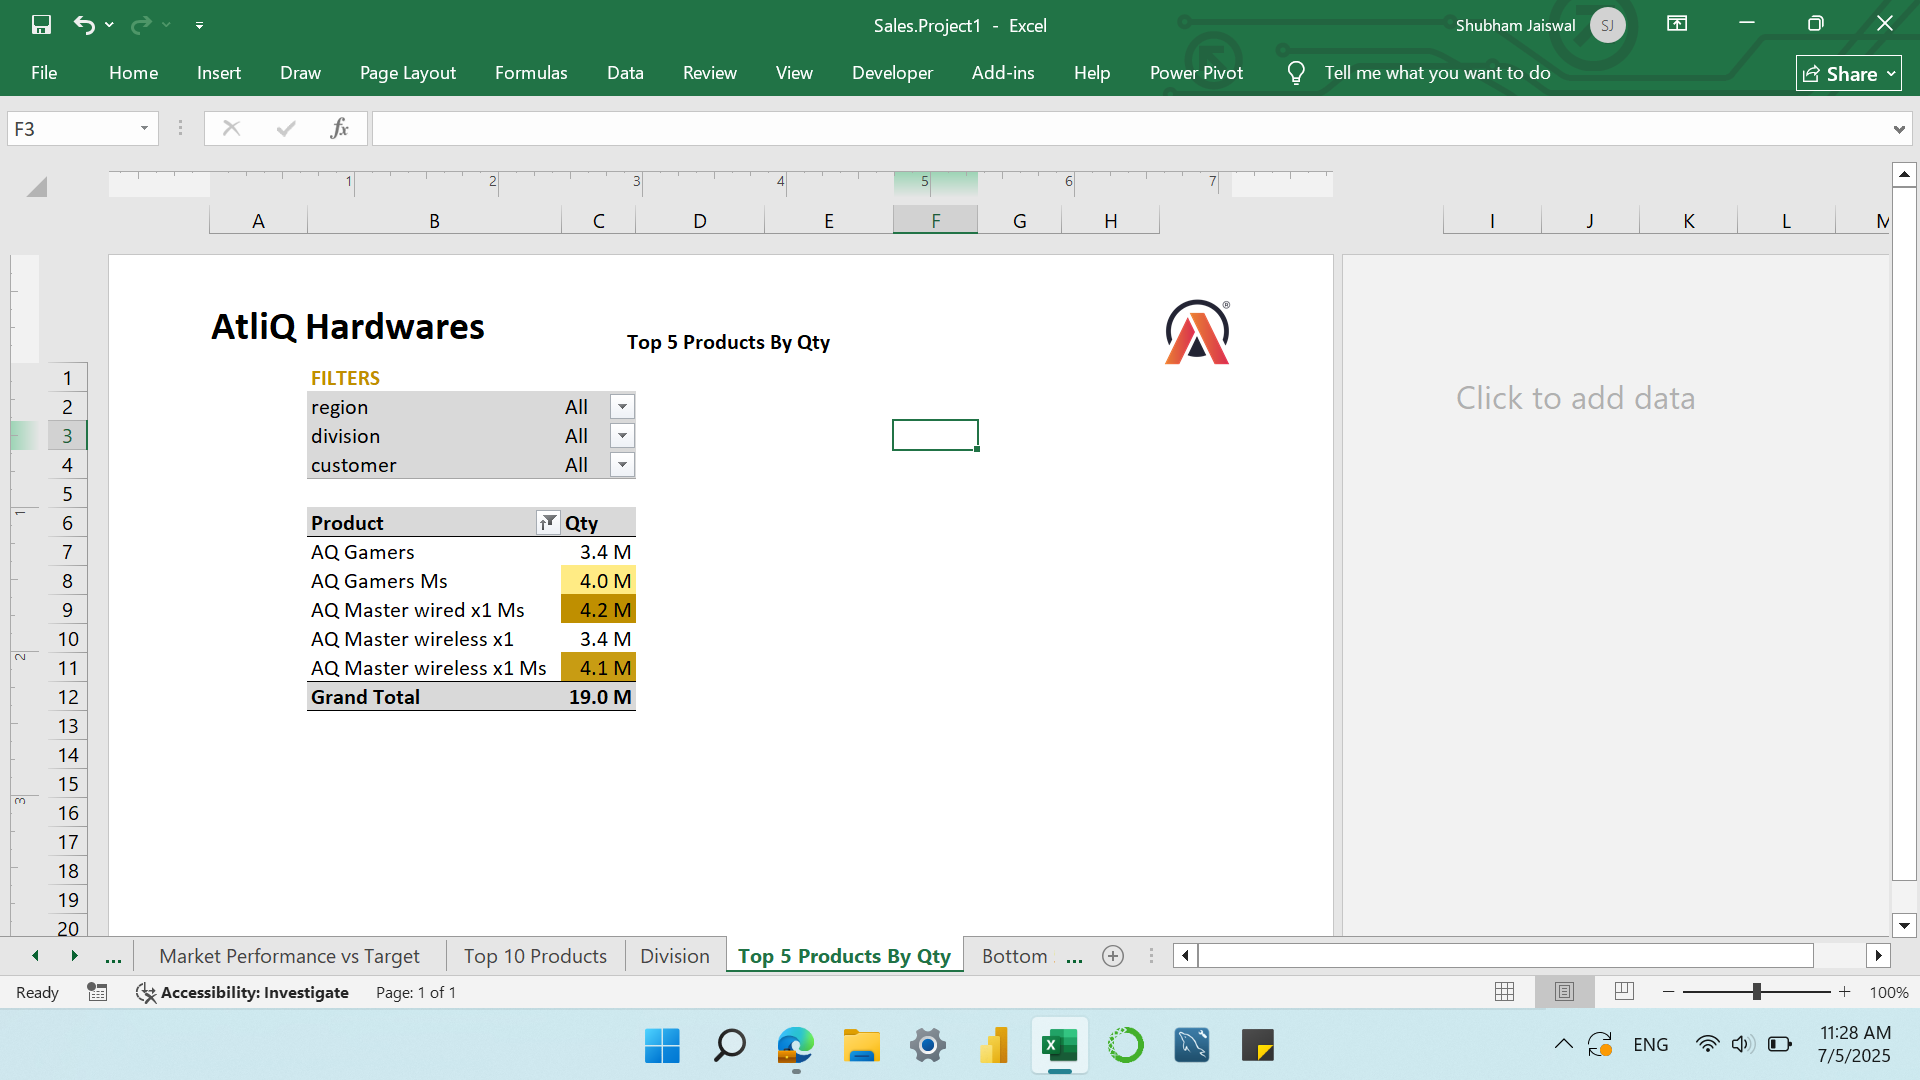 Sales.Project1 - Excel
Shubham Jaiswal SJ
File Home Insert Draw Page Layout Formulas Data Review View Developer Add-ins Help Power Pivot Tell me what you want to do Share
F3 fx
1 2 3 4 5 6 7
A B C D E F G H I J K L M
AtliQ Hardwares
Top 5 Products By Qty
®
Click to add data
1 FILTERS
2 region All
3 division All
4 customer All
5
6 Product Qty
7 AQ Gamers 3.4 M
8 AQ Gamers Ms 4.0 M
9 AQ Master wired x1 Ms 4.2 M
10 AQ Master wireless x1 3.4 M
11 AQ Master wireless x1 Ms 4.1 M
12 Grand Total 19.0 M
13
14
15
16
17
18
19
20
1
2
3
... Market Performance vs Target Top 10 Products Division Top 5 Products By Qty Bottom ...
Ready Accessibility: Investigate Page: 1 of 1 100%
ENG 11:28 AM
7/5/2025